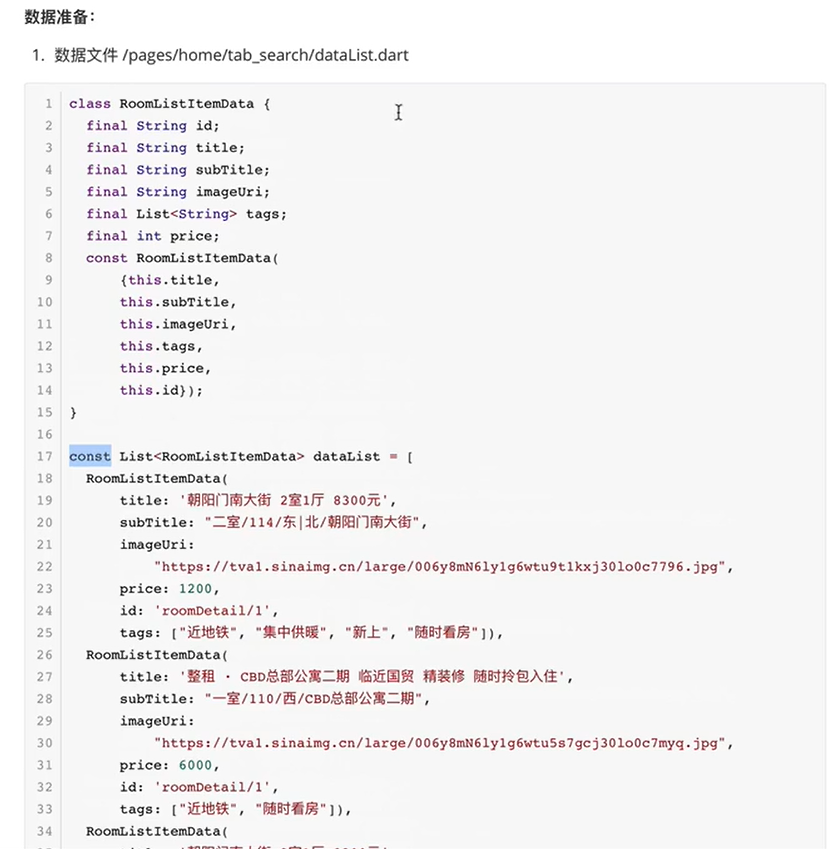 数据准备：
1. 数据文件 /pages/home/tab_search/dataList.dart
1 class RoomListItemData {
2 final String id;
3 final String title;
4 final String subTitle;
5 final String imageUri;
6 final List<String> tags;
7 final int price;
8 const RoomListItemData(
9 {this.title,
10 this.subTitle,
11 this.imageUri,
12 this.tags,
13 this.price,
14 this.id});
15 }
16
17 const List<RoomListItemData> dataList = [
18 RoomListItemData(
19 title: '朝阳门南大街 2室1厅 8300元',
20 subTitle: "二室/114/东|北/朝阳门南大街",
21 imageUri:
22 "https://tva1.sinaimg.cn/large/006y8mN6ly1g6wtu9t1kxj30lo0c7796.jpg",
23 price: 1200,
24 id: 'roomDetail/1',
25 tags: ["近地铁", "集中供暖", "新上", "随时看房"]),
26 RoomListItemData(
27 title: '整租 · CBD总部公寓二期 临近国贸 精装修 随时拎包入住',
28 subTitle: "一室/110/西/CBD总部公寓二期",
29 imageUri:
30 "https://tva1.sinaimg.cn/large/006y8mN6ly1g6wtu5s7gcj30lo0c7myq.jpg",
31 price: 6000,
32 id: 'roomDetail/1',
33 tags: ["近地铁", "随时看房"]),
34 RoomListItemData(